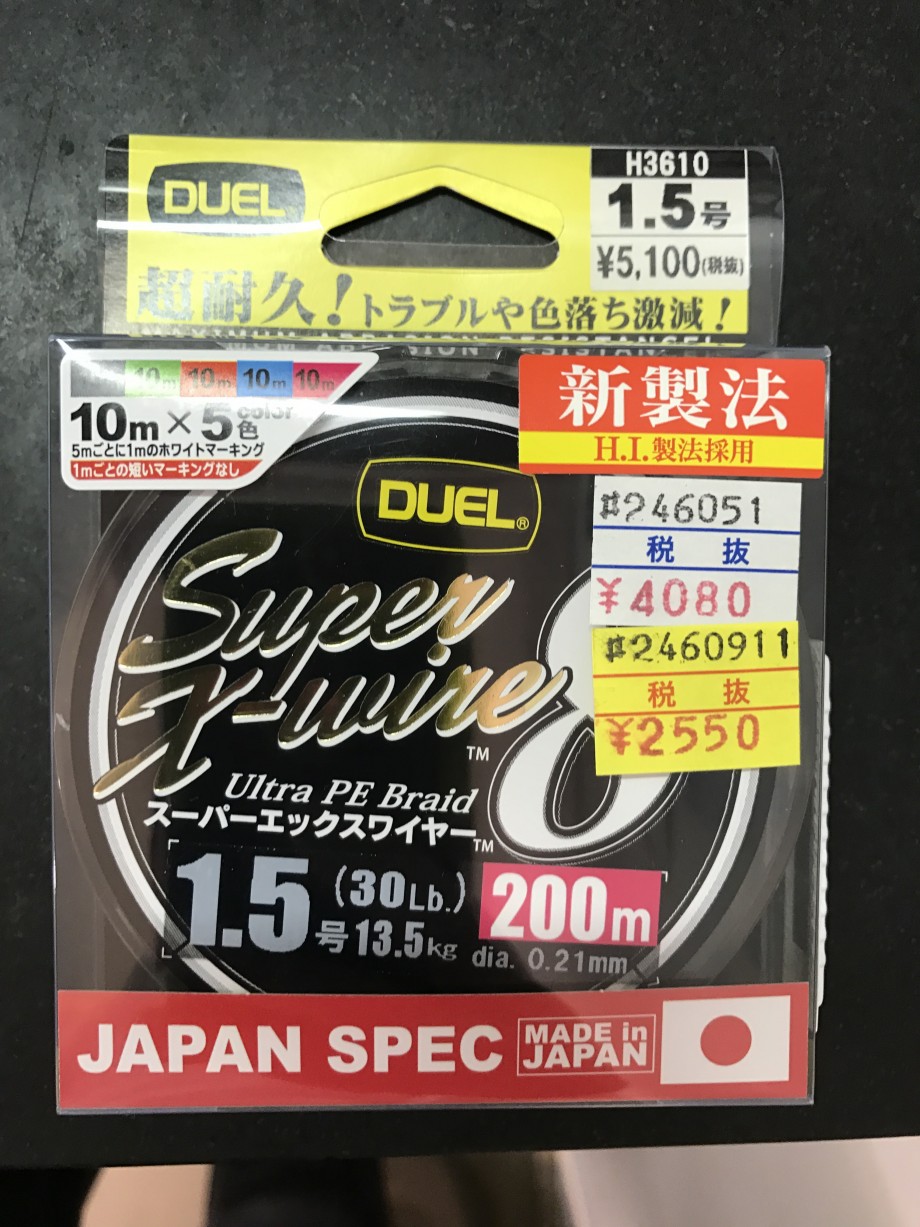 DUEL
H3610
1.5号
¥5,100(税抜)
超耐久!トラブルや色落ち激減!
10m 10m 10m 10m
10m×5色
color
5mごとに1mのホワイトマーキング
1mごとの短いマーキングなし
新製法
H.I.製法採用
DUEL®
#246051
税 抜
¥4080
#2460911
税 抜
¥2550
Super
X-wire 8
TM
Ultra PE Braid
スーパーエックスワイヤー
TM
1.5号 (30Lb.) 13.5kg
200m
dia. 0.21mm
JAPAN SPEC
MADE in
JAPAN